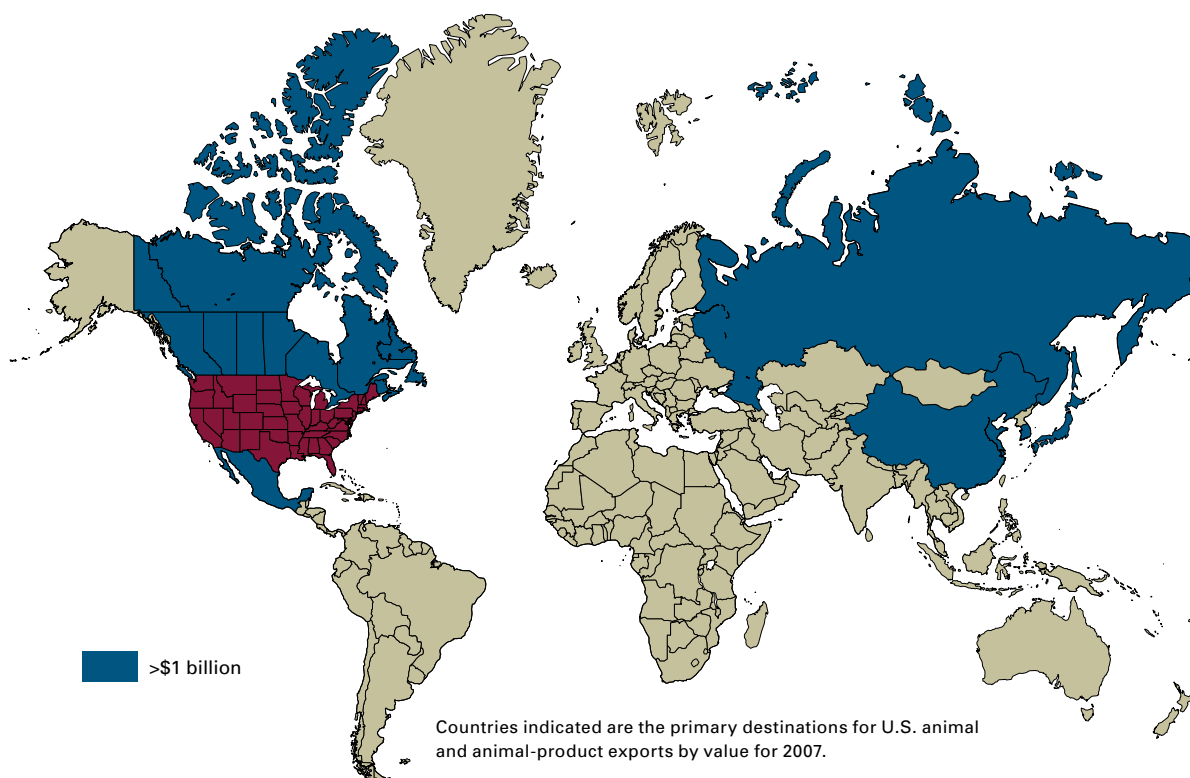 >$1 billion
Countries indicated are the primary destinations for U.S. animal
and animal-product exports by value for 2007.